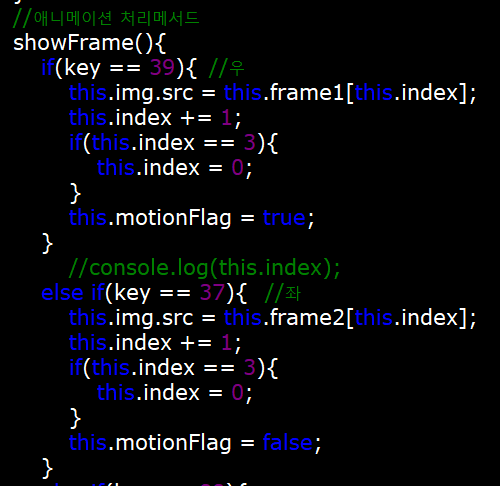 //애니메이션 처리메서드
showFrame(){
if(key == 39){ //우
this.img.src = this.frame1[this.index];
this.index += 1;
if(this.index == 3){
this.index = 0;
}
this.motionFlag = true;
}
//console.log(this.index);
else if(key == 37){ //좌
this.img.src = this.frame2[this.index];
this.index += 1;
if(this.index == 3){
this.index = 0;
}
this.motionFlag = false;
}